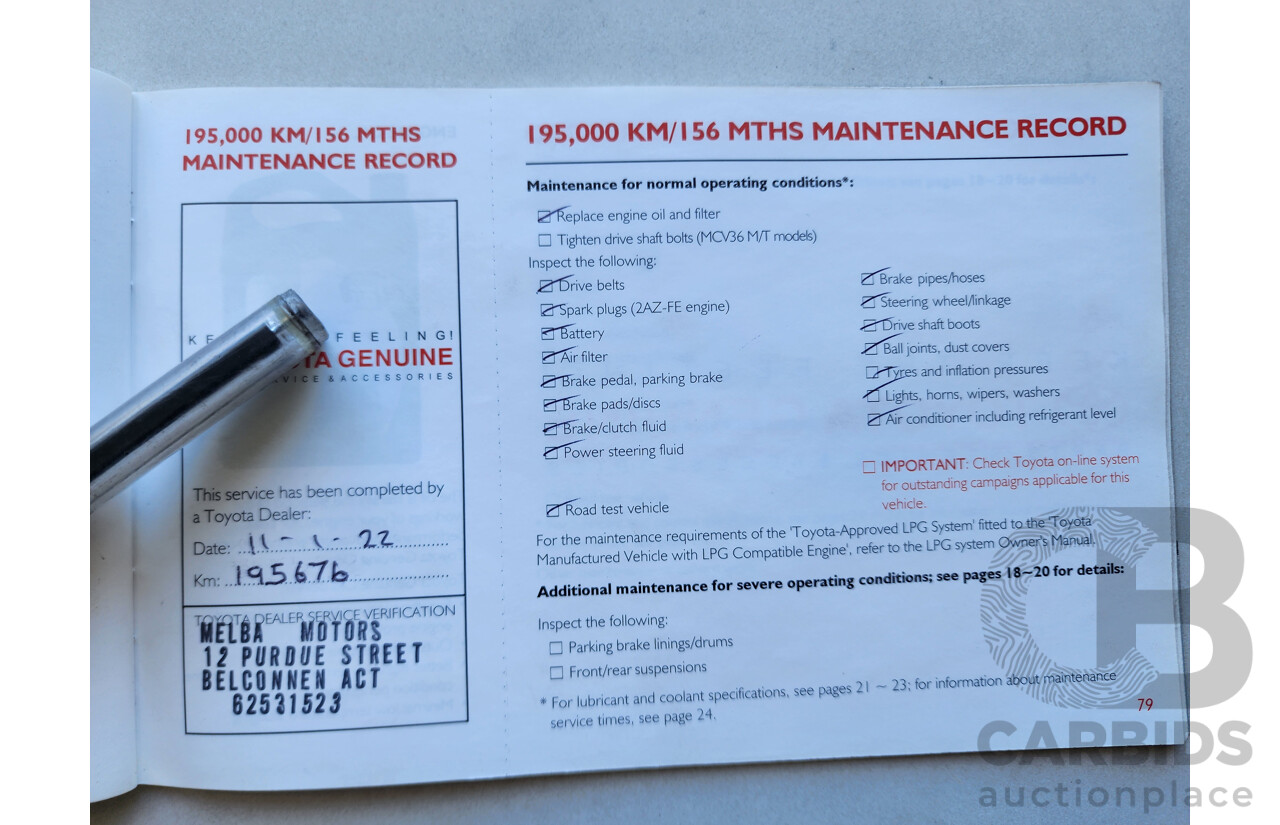 195,000 KM/156 MTHS
MAINTENANCE RECORD
KE FEELING!
TA GENUINE
VICE & ACCESSORIES
This service has been completed by
a Toyota Dealer:
Date: 11-1-22
Km: 195676
TOYOTA DEALER SERVICE VERIFICATION
MELBA MOTORS
12 PURDUE STREET
BELCONNEN ACT
62531523
195,000 KM/156 MTHS MAINTENANCE RECORD
Maintenance for normal operating conditions*:
Replace engine oil and filter
Tighten drive shaft bolts (MCV36 M/T models)
Inspect the following:
Drive belts
Spark plugs (2AZ-FE engine)
Battery
Air filter
Brake pedal, parking brake
Brake pads/discs
Brake/clutch fluid
Power steering fluid
Road test vehicle
Brake pipes/hoses
Steering wheel/linkage
Drive shaft boots
Ball joints, dust covers
Tyres and inflation pressures
Lights, horns, wipers, washers
Air conditioner including refrigerant level
IMPORTANT: Check Toyota on-line system
for outstanding campaigns applicable for this
vehicle.
For the maintenance requirements of the 'Toyota-Approved LPG System' fitted to the 'Toyota
Manufactured Vehicle with LPG Compatible Engine', refer to the LPG system Owner's Manual.
Additional maintenance for severe operating conditions; see pages 18~20 for details:
Inspect the following:
Parking brake linings/drums
Front/rear suspensions
* For lubricant and coolant specifications, see pages 21 ~ 23; for information about maintenance
service times, see page 24.
79
CB
CARBIDS
auctionplace